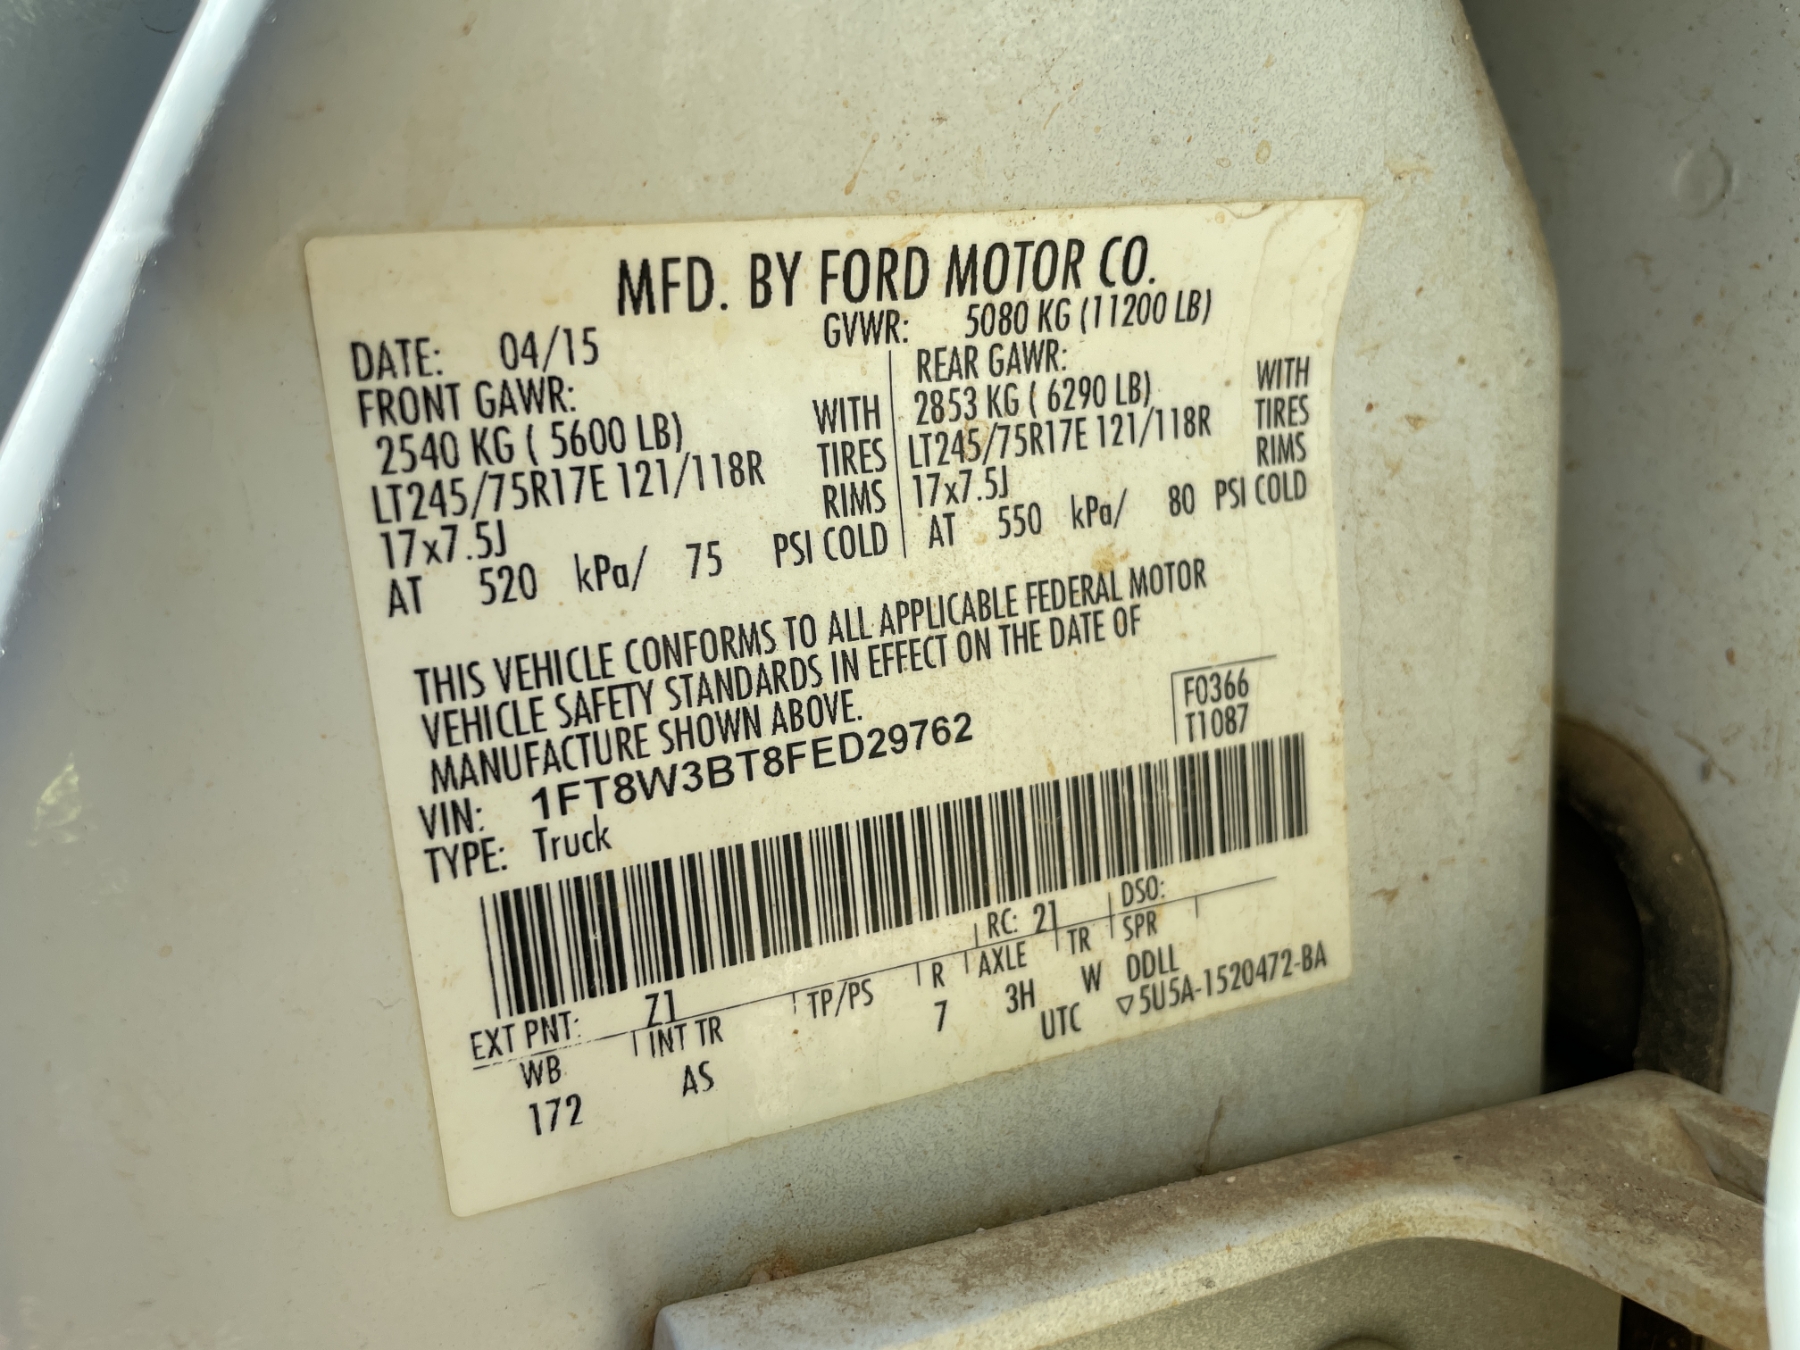 MFD. BY FORD MOTOR CO.
DATE: 04/15 GVWR: 5080 KG (11200 LB)
FRONT GAWR: REAR GAWR:
2540 KG ( 5600 LB) WITH 2853 KG ( 6290 LB) WITH
LT245/75R17E 121/118R TIRES LT245/75R17E 121/118R TIRES
17x7.5J RIMS 17x7.5J RIMS
AT 520 kPa/ 75 PSI COLD AT 550 kPa/ 80 PSI COLD
THIS VEHICLE CONFORMS TO ALL APPLICABLE FEDERAL MOTOR
VEHICLE SAFETY STANDARDS IN EFFECT ON THE DATE OF
MANUFACTURE SHOWN ABOVE.
F0366
T1087
VIN: 1FT8W3BT8FED29762
TYPE: Truck
EXT PNT: Z1 RC: 21 DSO:
WB INT TR TP/PS R AXLE TR SPR
172 AS 7 3H W DDLL
UTC ▽5U5A-1520472-BA